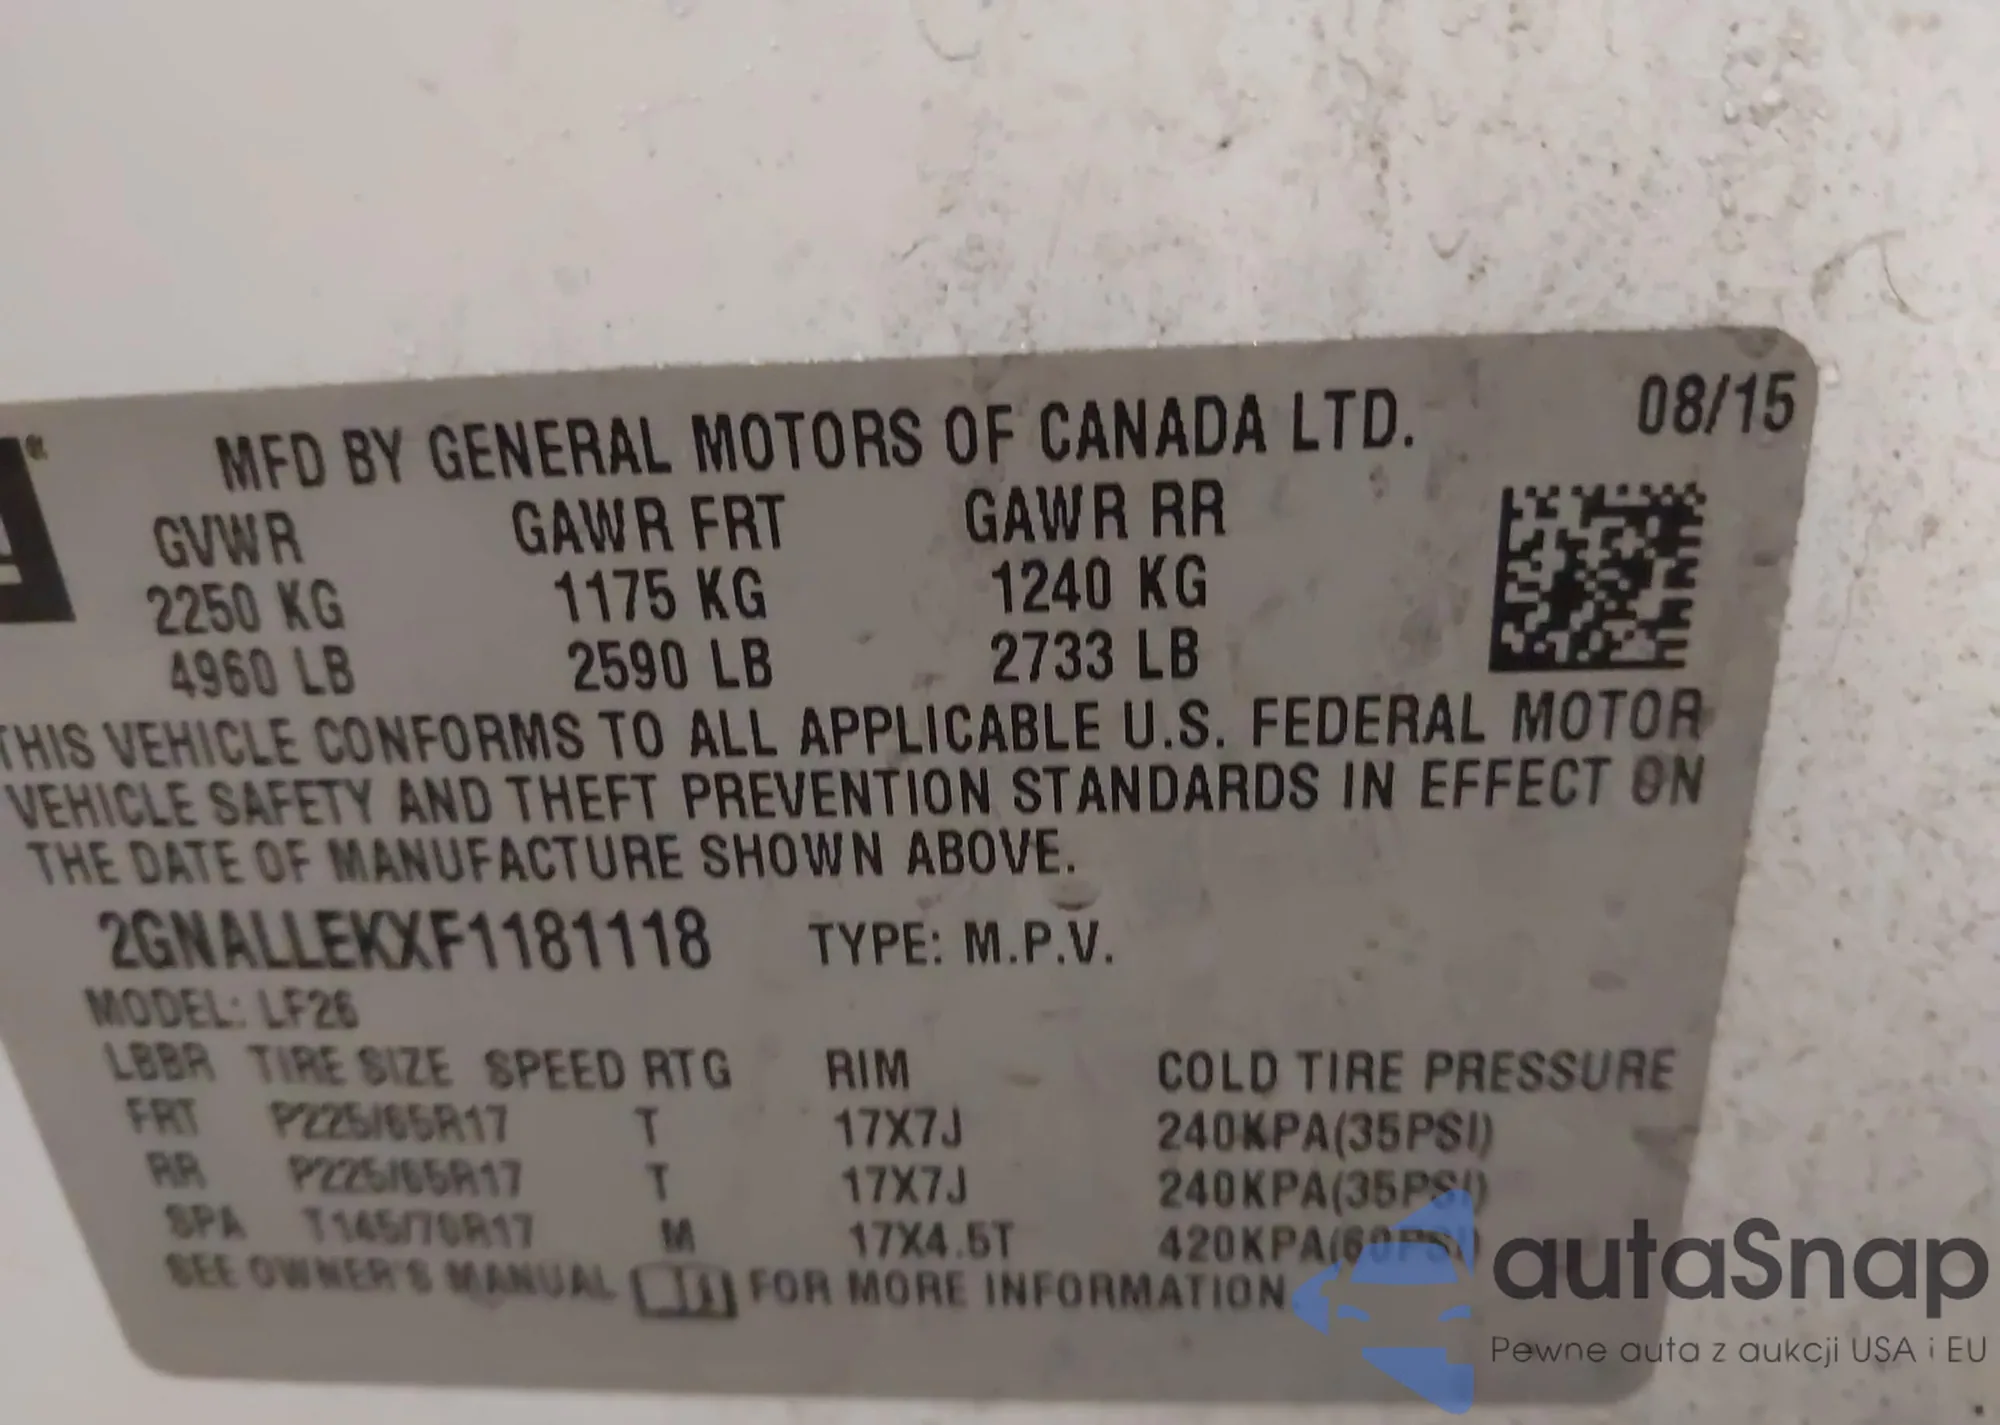 MFD BY GENERAL MOTORS OF CANADA LTD. 08/15
GVWR GAWR FRT GAWR RR
2250 KG 1175 KG 1240 KG
4960 LB 2590 LB 2733 LB
THIS VEHICLE CONFORMS TO ALL APPLICABLE U.S. FEDERAL MOTOR
VEHICLE SAFETY AND THEFT PREVENTION STANDARDS IN EFFECT ON
THE DATE OF MANUFACTURE SHOWN ABOVE.
2GNALLEKXF1181118 TYPE: M.P.V.
MODEL: LF26
LBBR TIRE SIZE SPEED RTG RIM COLD TIRE PRESSURE
FRT P225/65R17 T 17X7J 240KPA(35PSI)
RR P225/65R17 T 17X7J 240KPA(35PSI)
SPA T145/70R17 M 17X4.5T 420KPA(60PSI)
SEE OWNER'S MANUAL FOR MORE INFORMATION
autaSnap
Pewne auta z aukcji USA i EU